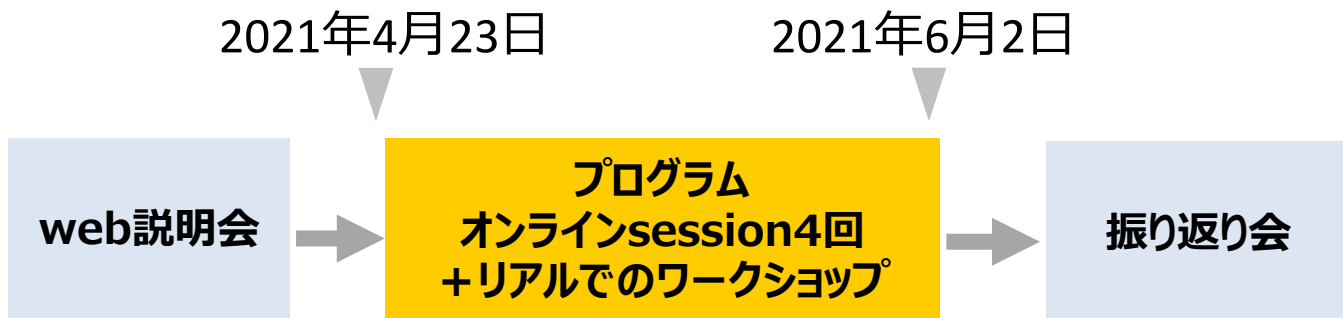 2021年4月23日
2021年6月2日
web説明会
プログラム
オンラインsession4回
+リアルでのワークショップ
振り返り会